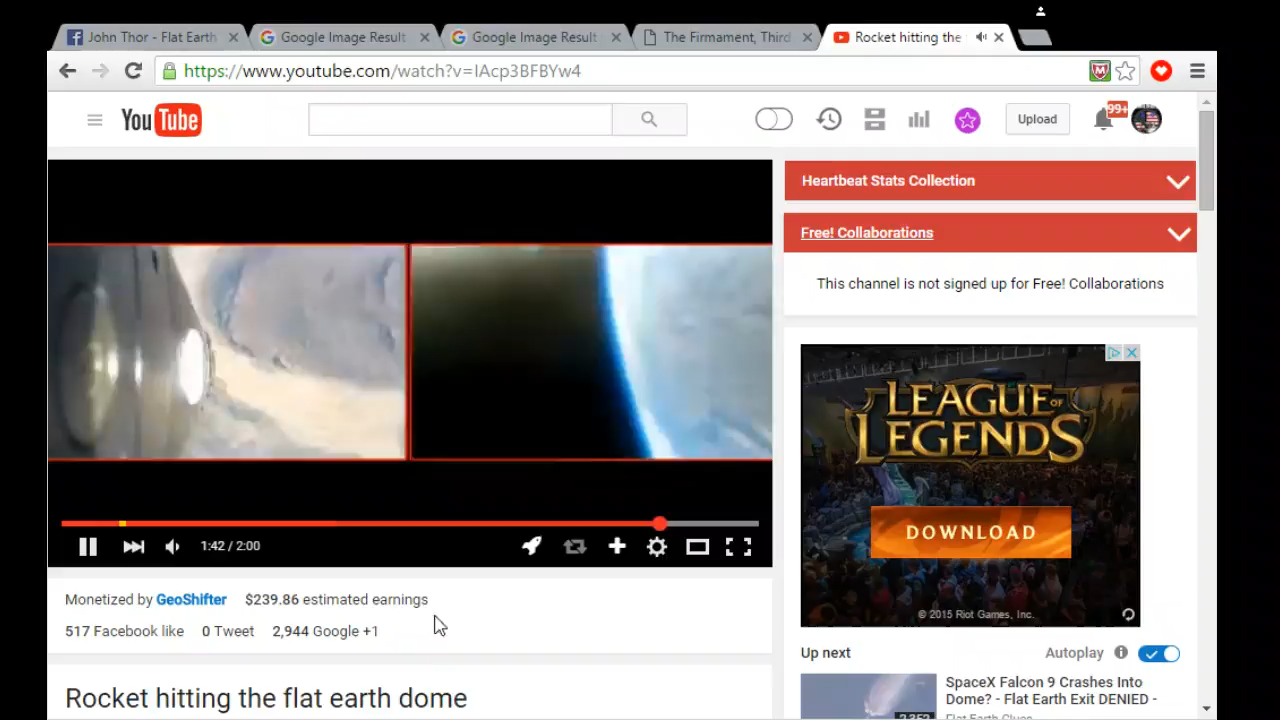 John Thor - Flat Earth
Google Image Result
Google Image Result
The Firmament, Third
Rocket hitting the
https://www.youtube.com/watch?v=IAcp3BFBYw4
YouTube
Upload
99+
Heartbeat Stats Collection
Free! Collaborations
This channel is not signed up for Free! Collaborations
LEAGUE OF
LEGENDS
DOWNLOAD
© 2015 Riot Games, Inc.
1:42 / 2:00
Monetized by GeoShifter $239.86 estimated earnings
517 Facebook like 0 Tweet 2,944 Google +1
Rocket hitting the flat earth dome
Up next
Autoplay
SpaceX Falcon 9 Crashes Into
Dome? - Flat Earth Exit DENIED -
Flat Earth Clues